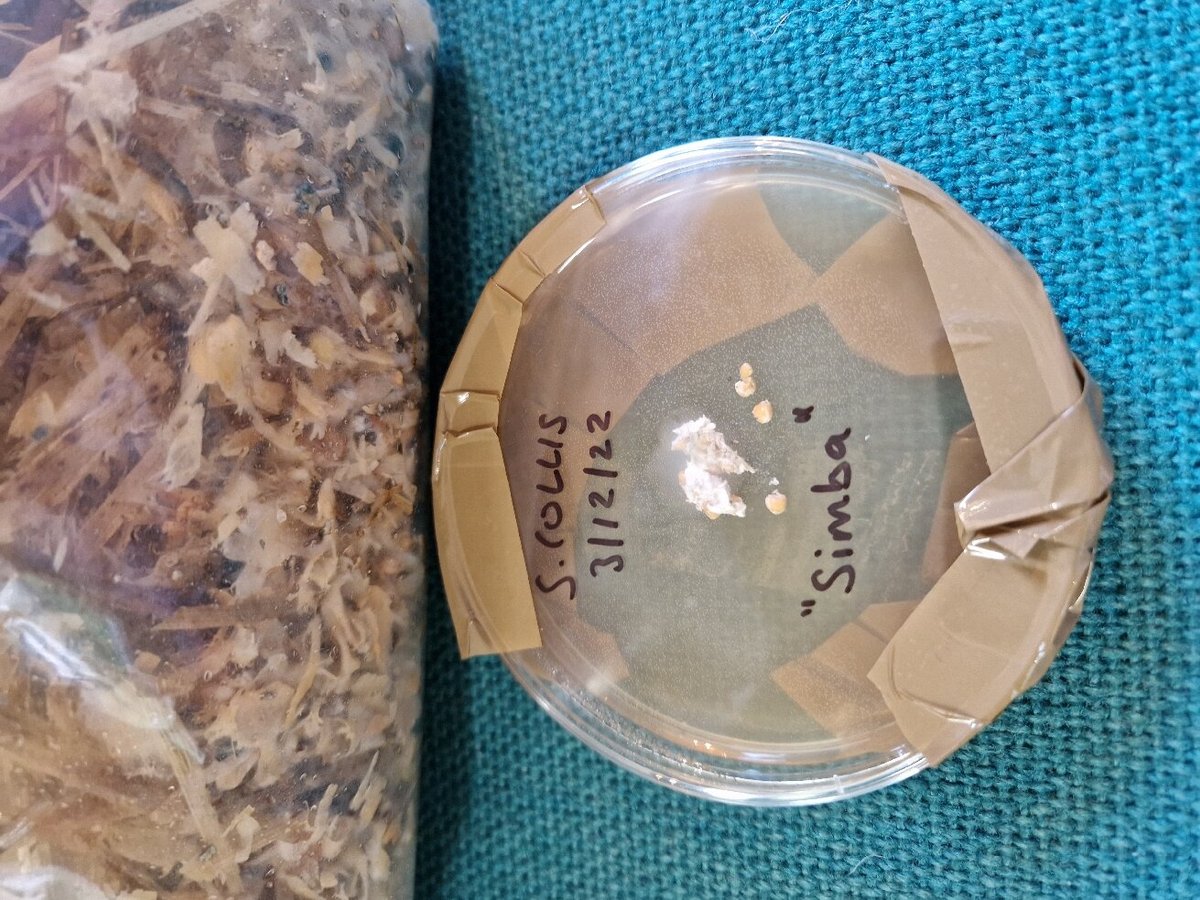 S. COLLIS
3/12/22
"Simba"